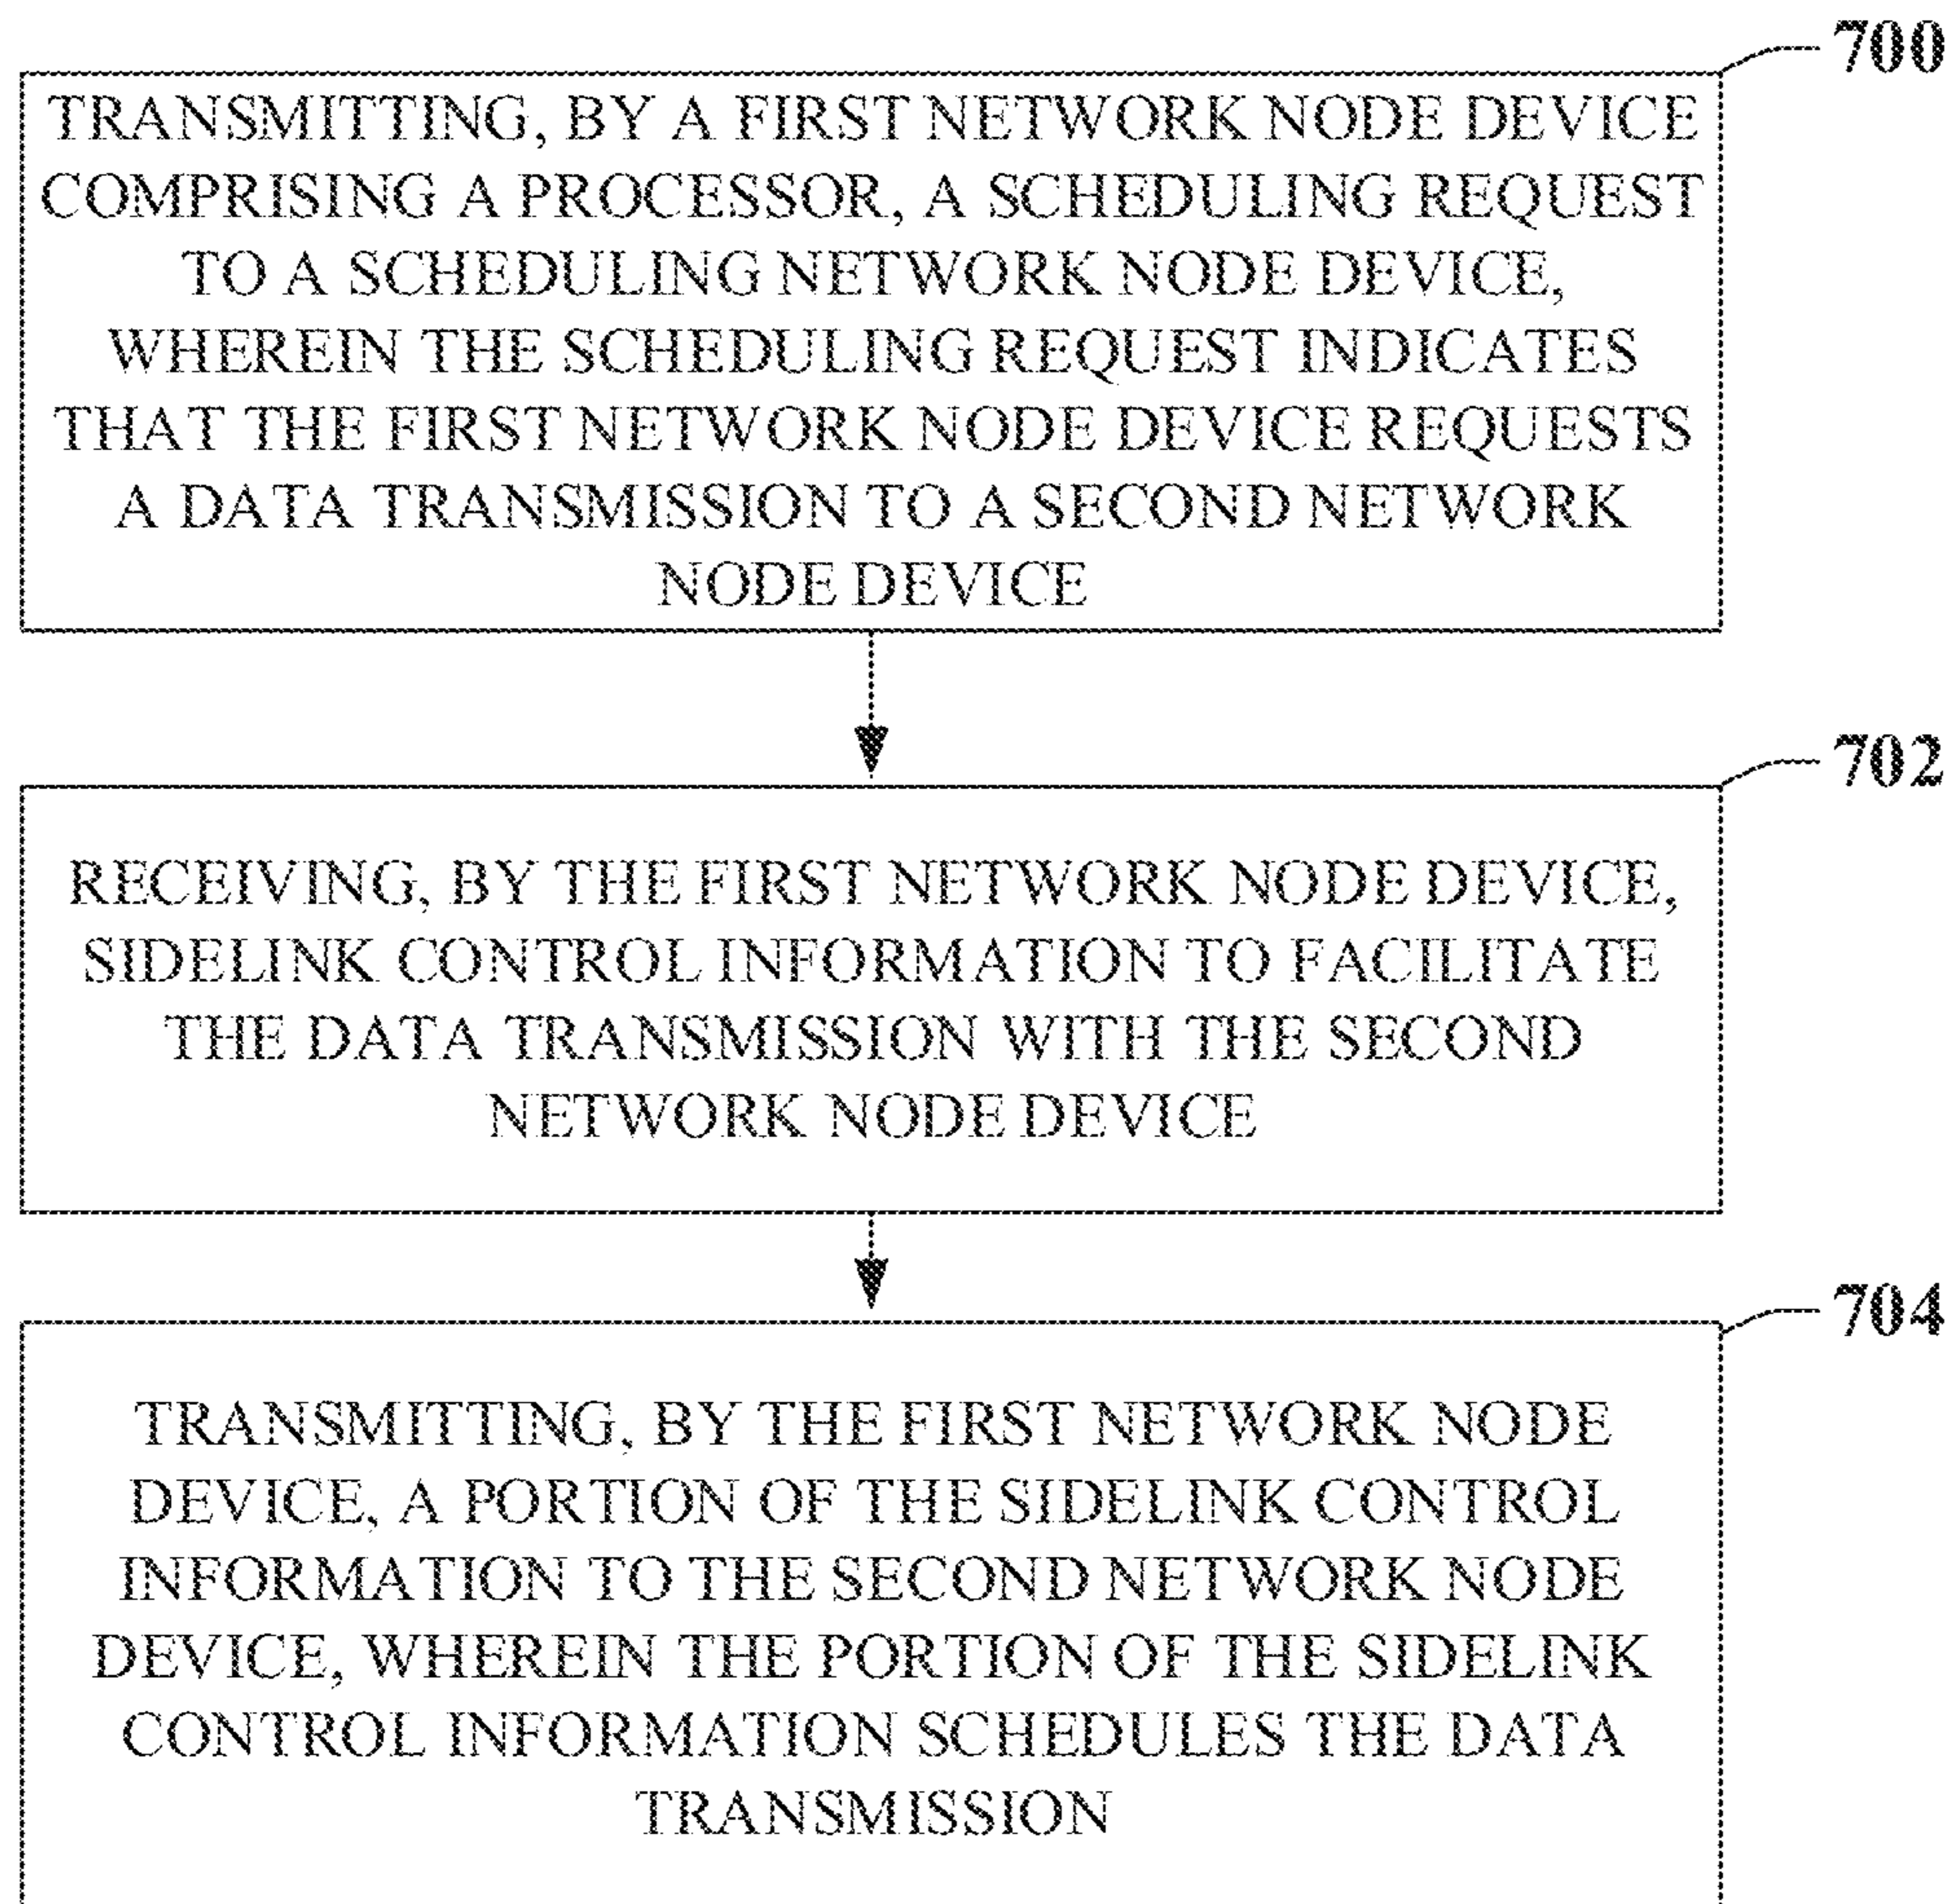 700
TRANSMITTING, BY A FIRST NETWORK NODE DEVICE
COMPRISING A PROCESSOR, A SCHEDULING REQUEST
TO A SCHEDULING NETWORK NODE DEVICE,
WHEREIN THE SCHEDULING REQUEST INDICATES
THAT THE FIRST NETWORK NODE DEVICE REQUESTS
A DATA TRANSMISSION TO A SECOND NETWORK
NODE DEVICE
702
RECEIVING, BY THE FIRST NETWORK NODE DEVICE,
SIDELINK CONTROL INFORMATION TO FACILITATE
THE DATA TRANSMISSION WITH THE SECOND
NETWORK NODE DEVICE
704
TRANSMITTING, BY THE FIRST NETWORK NODE
DEVICE, A PORTION OF THE SIDELINK CONTROL
INFORMATION TO THE SECOND NETWORK NODE
DEVICE, WHEREIN THE PORTION OF THE SIDELINK
CONTROL INFORMATION SCHEDULES THE DATA
TRANSMISSION